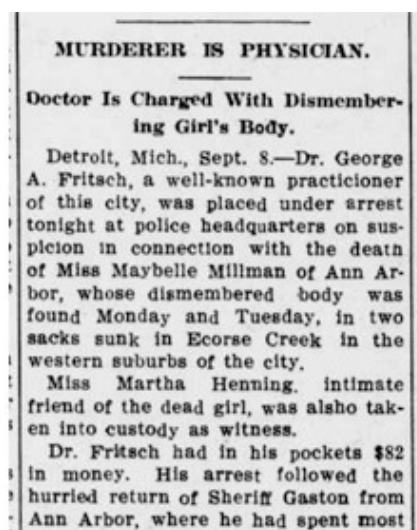 MURDERER IS PHYSICIAN.
Doctor Is Charged With Dismember-
ing Girl's Body.
Detroit, Mich., Sept. 8.—Dr. George
A. Fritsch, a well-known practicioner
of this city, was placed under arrest
tonight at police headquarters on sus-
picion in connection with the death
of Miss Maybelle Millman of Ann Ar-
bor, whose dismembered body was
found Monday and Tuesday, in two
sacks sunk in Ecorse Creek in the
western suburbs of the city.
Miss Martha Henning, intimate
friend of the dead girl, was alsho tak-
en into custody as witness.
Dr. Fritsch had in his pockets $82
in money. His arrest followed the
hurried return of Sheriff Gaston from
Ann Arbor, where he had spent most